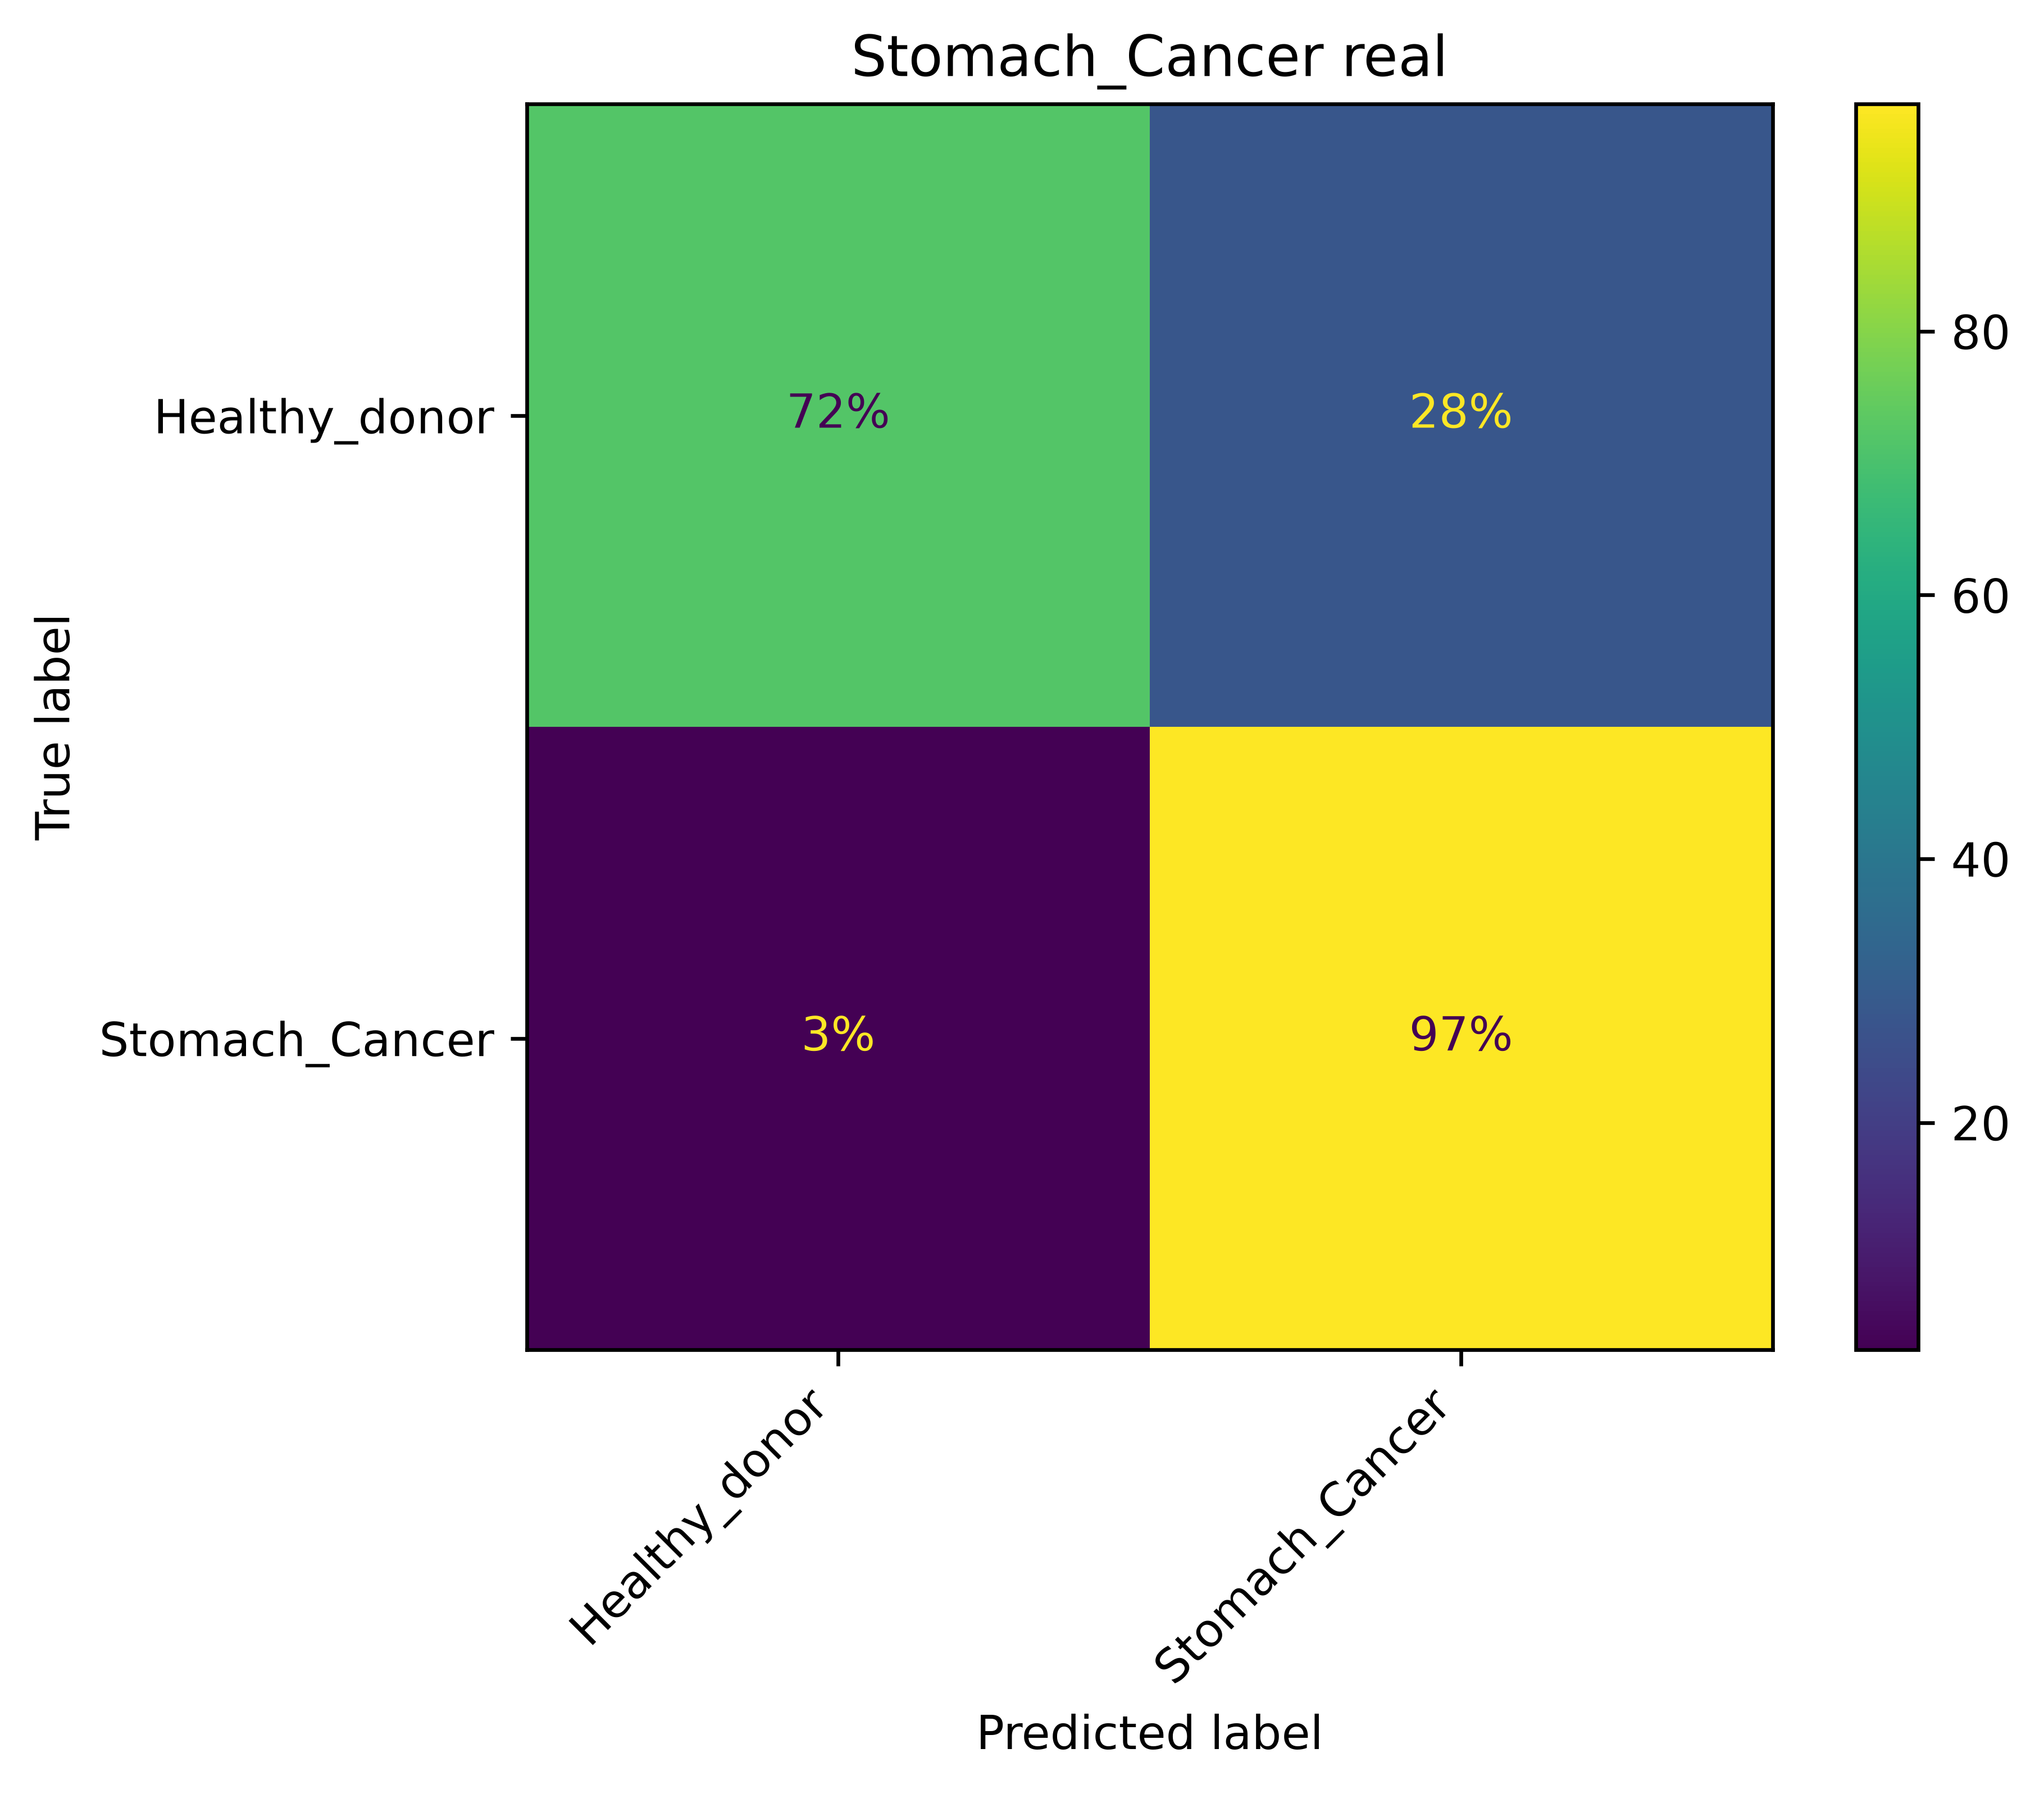 Stomach_Cancer real
True label
Healthy_donor
72%
28%
Stomach_Cancer
3%
97%
80
60
40
20
Healthy_donor
Stomach_Cancer
Predicted label